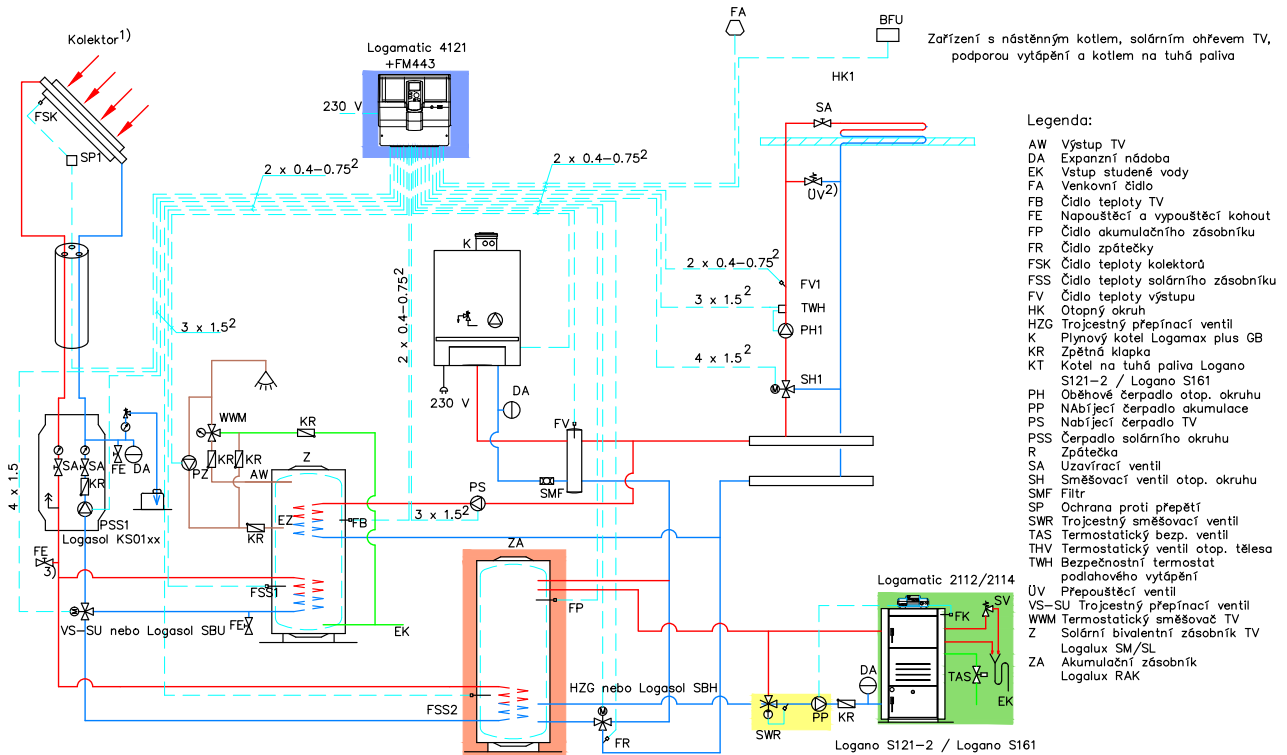 Zařízení s nástěnným kotlem, solárním ohřevem TV,
podporou vytápění a kotlem na tuhá paliva
Kolektor1)
FSK
SP1
Logamatic 4121
+FM443
230 V
FA
BFU
HK1
SA
ÜV2)
2 x 0.4-0.75²
2 x 0.4-0.75²
2 x 0.4-0.75²
FV1
3 x 1.5²
TWH
PH1
4 x 1.5²
SH1
M
K
2 x 0.4-0.75²
3 x 1.5²
230 V
DA
FV
SMF
WWM
KR
KR
KR
PZ
AW
Z
EZ
KR
FB
PS
3 x 1.5²
4 x 1.5
SA
SA
KR
FE
DA
PSS1
Logasol KS01xx
FE
3)
FSS1
M
VS-SU nebo Logasol SBU
FE
EK
ZA
FP
FSS2
HZG nebo Logasol SBH
M
FR
SWR
PP
KR
DA
Logamatic 2112/2114
FK
SV
TAS
EK
Logano S121-2 / Logano S161
Legenda:
AW Výstup TV
DA Expanzní nádoba
EK Vstup studené vody
FA Venkovní čidlo
FB Čidlo teploty TV
FE Napouštěcí a vypouštěcí kohout
FP Čidlo akumulačního zásobníku
FR Čidlo zpátečky
FSK Čidlo teploty kolektorů
FSS Čidlo teploty solárního zásobníku
FV Čidlo teploty výstupu
HK Otopný okruh
HZG Trojcestný přepínací ventil
K Plynový kotel Logamax plus GB
KR Zpětná klapka
KT Kotel na tuhá paliva Logano
S121-2 / Logano S161
PH Oběhové čerpadlo otop. okruhu
PP NAbíjecí čerpadlo akumulace
PS Nabíjecí čerpadlo TV
PSS Čerpadlo solárního okruhu
R Zpátečka
SA Uzavírací ventil
SH Směšovací ventil otop. okruhu
SMF Filtr
SP Ochrana proti přepětí
SWR Trojcestný směšovací ventil
TAS Termostatický bezp. ventil
THV Termostatický ventil otop. tělesa
TWH Bezpečnostní termostat
podlahového vytápění
ÜV Přepouštěcí ventil
VS-SU Trojcestný přepínací ventil
WWM Termostatický směšovač TV
Z Solární bivalentní zásobník TV
Logalux SM/SL
ZA Akumulační zásobník
Logalux RAK